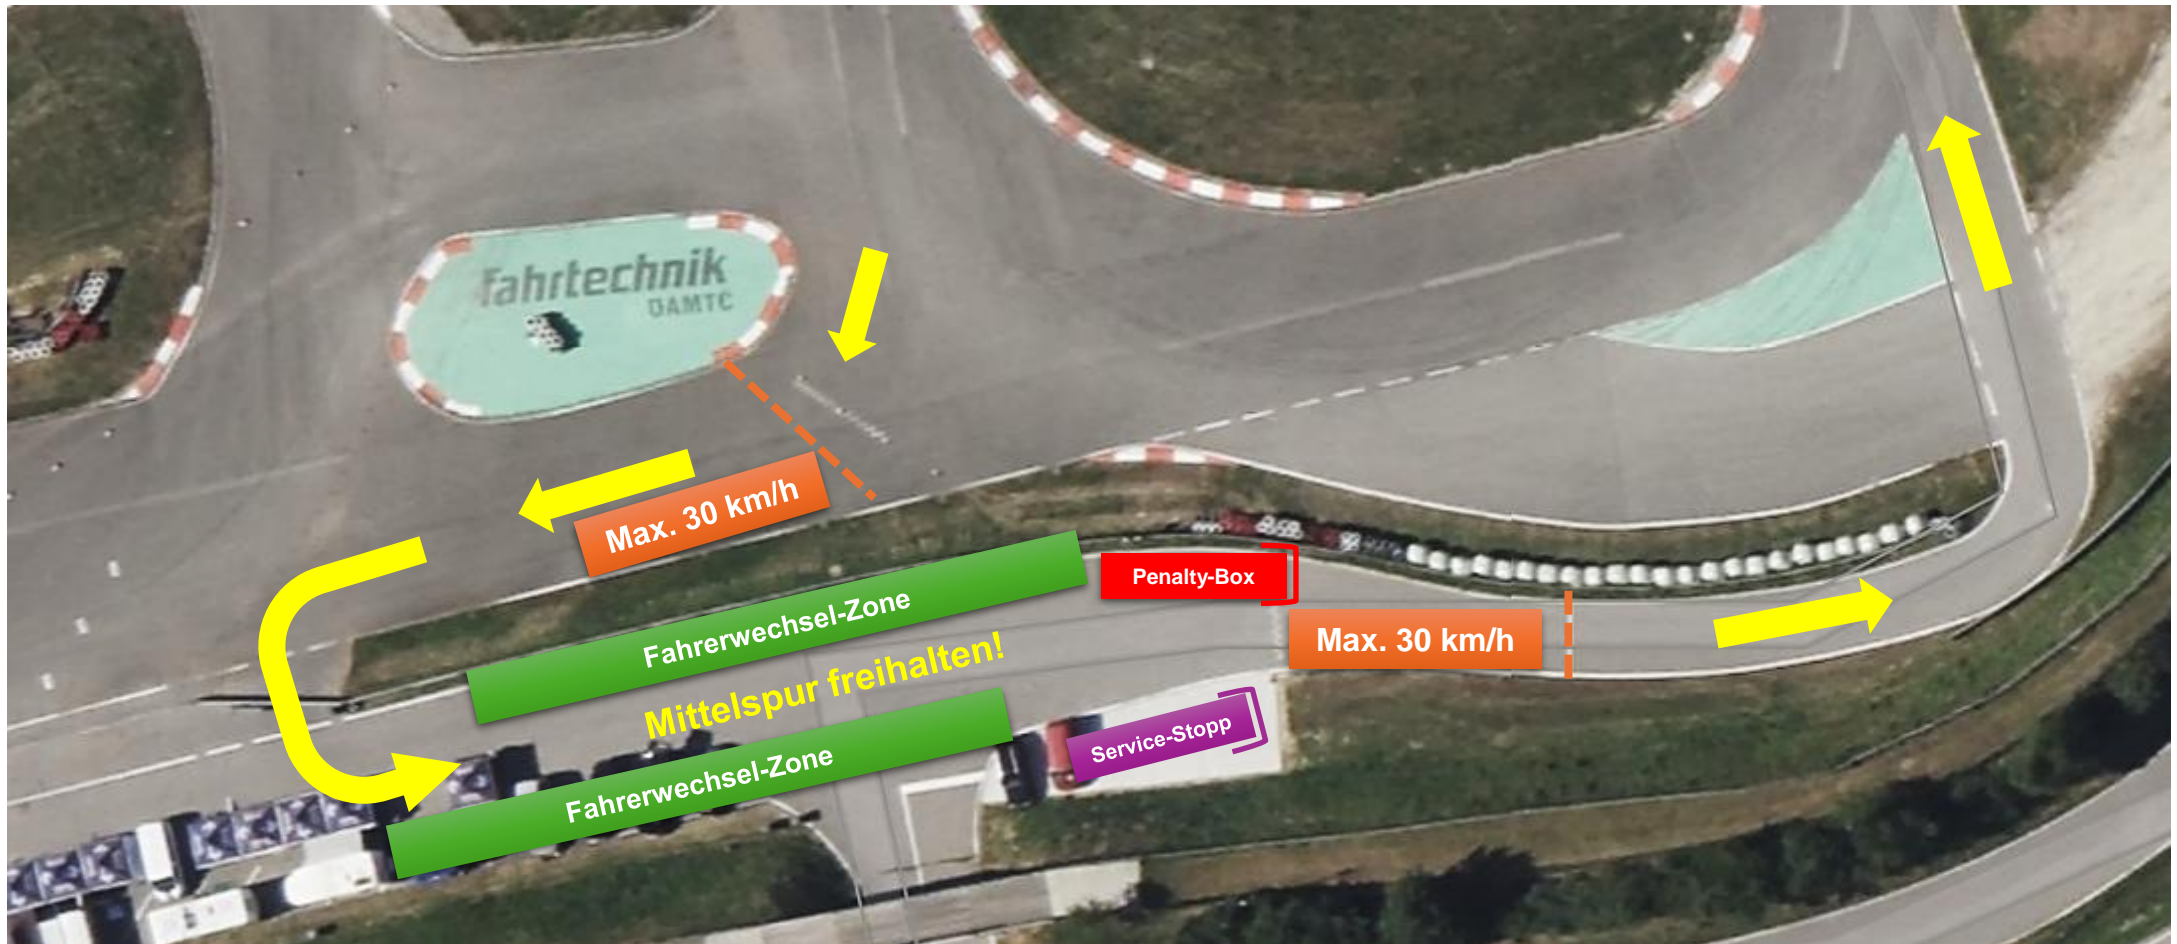 fahrtechnik
ÖAMTC
Max. 30 km/h
Fahrerwechsel-Zone
Penalty-Box
Max. 30 km/h
Mittelspur freihalten!
Service-Stopp
Fahrerwechsel-Zone